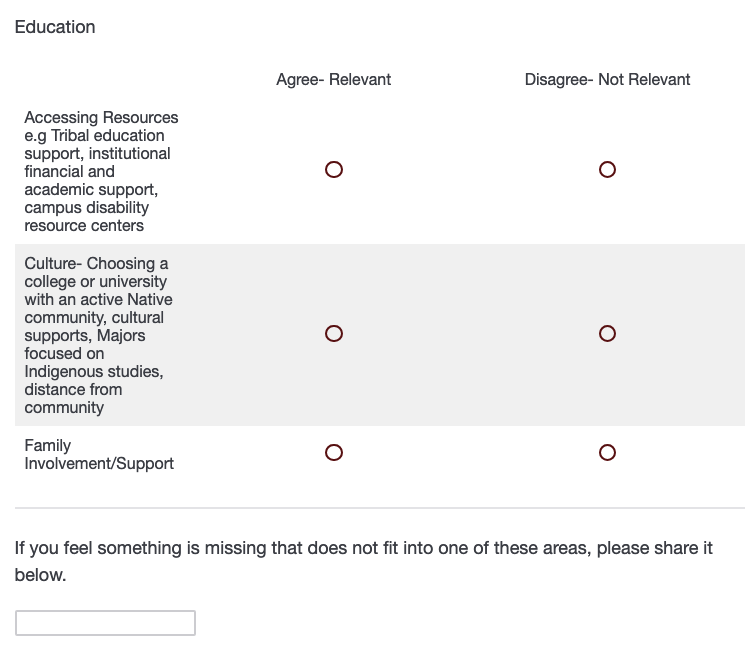 Education
Agree- Relevant
Disagree- Not Relevant
Accessing Resources
e.g Tribal education
support, institutional
financial and
academic support,
campus disability
resource centers
Culture- Choosing a
college or university
with an active Native
community, cultural
supports, Majors
focused on
Indigenous studies,
distance from
community
Family
Involvement/Support
If you feel something is missing that does not fit into one of these areas, please share it
below.